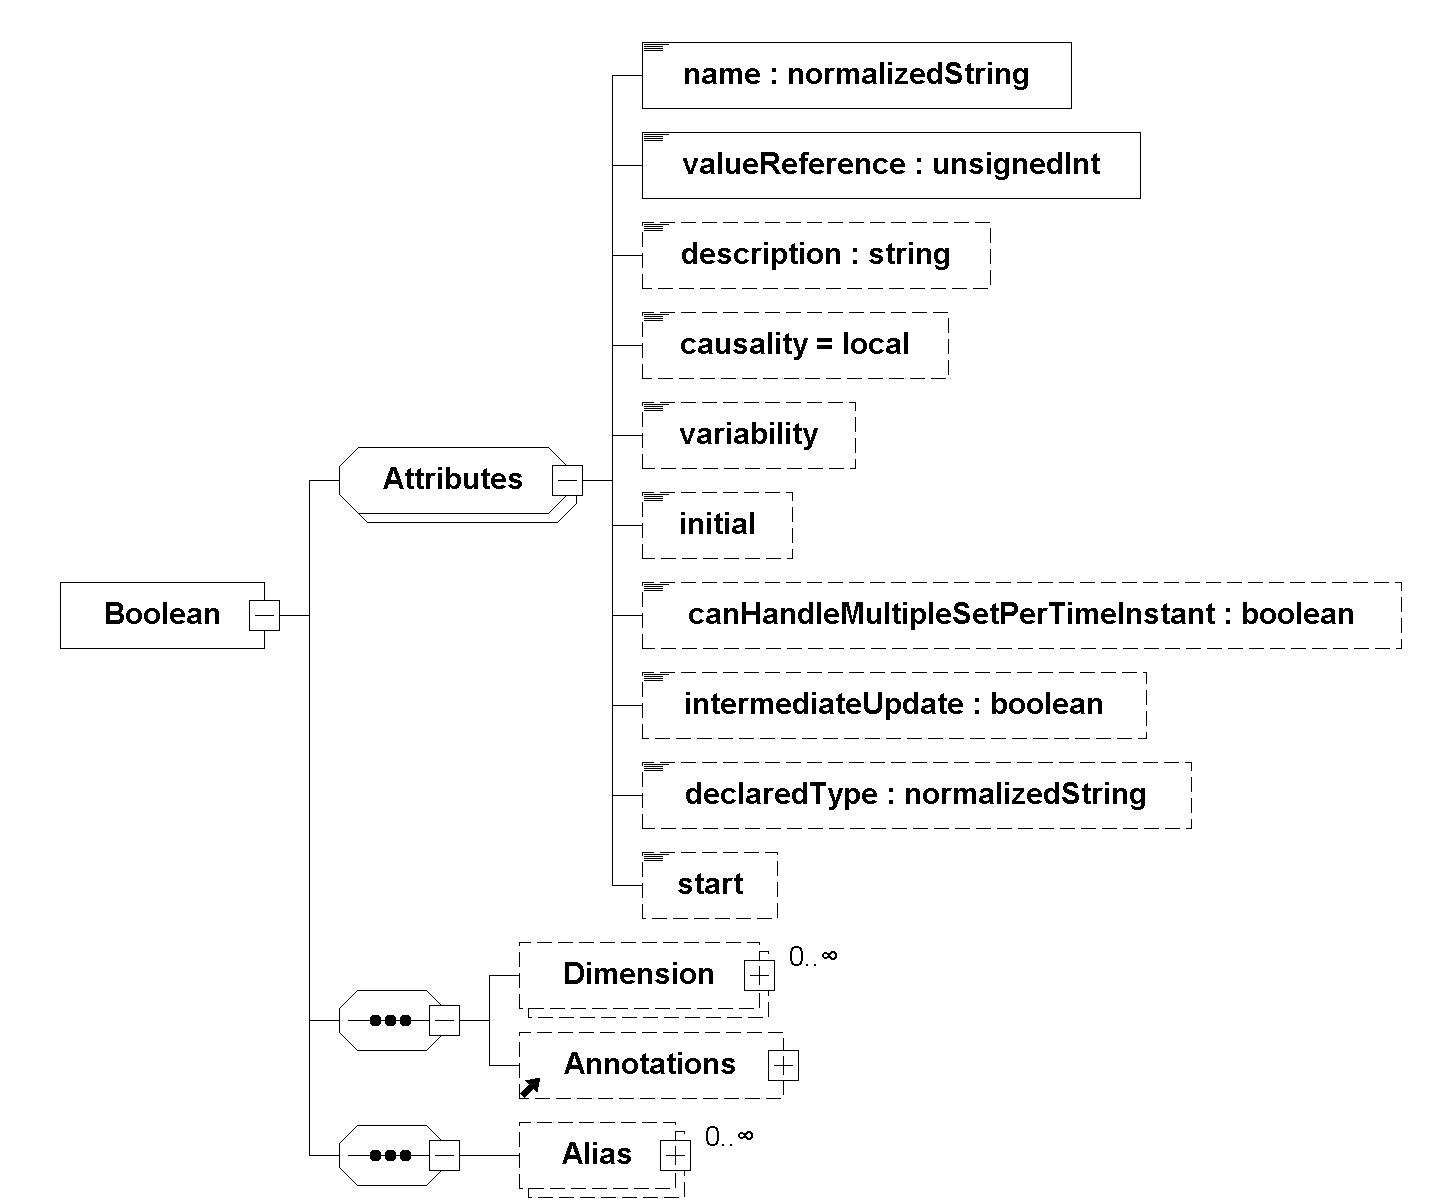 name : normalizedString
valueReference : unsignedInt
description : string
causality = local
variability
Attributes
initial
Boolean
canHandleMultipleSetPerTimeInstant : boolean
intermediateUpdate : boolean
declaredType : normalizedString
start
Dimension
0..∞
Annotations
Alias
0..∞